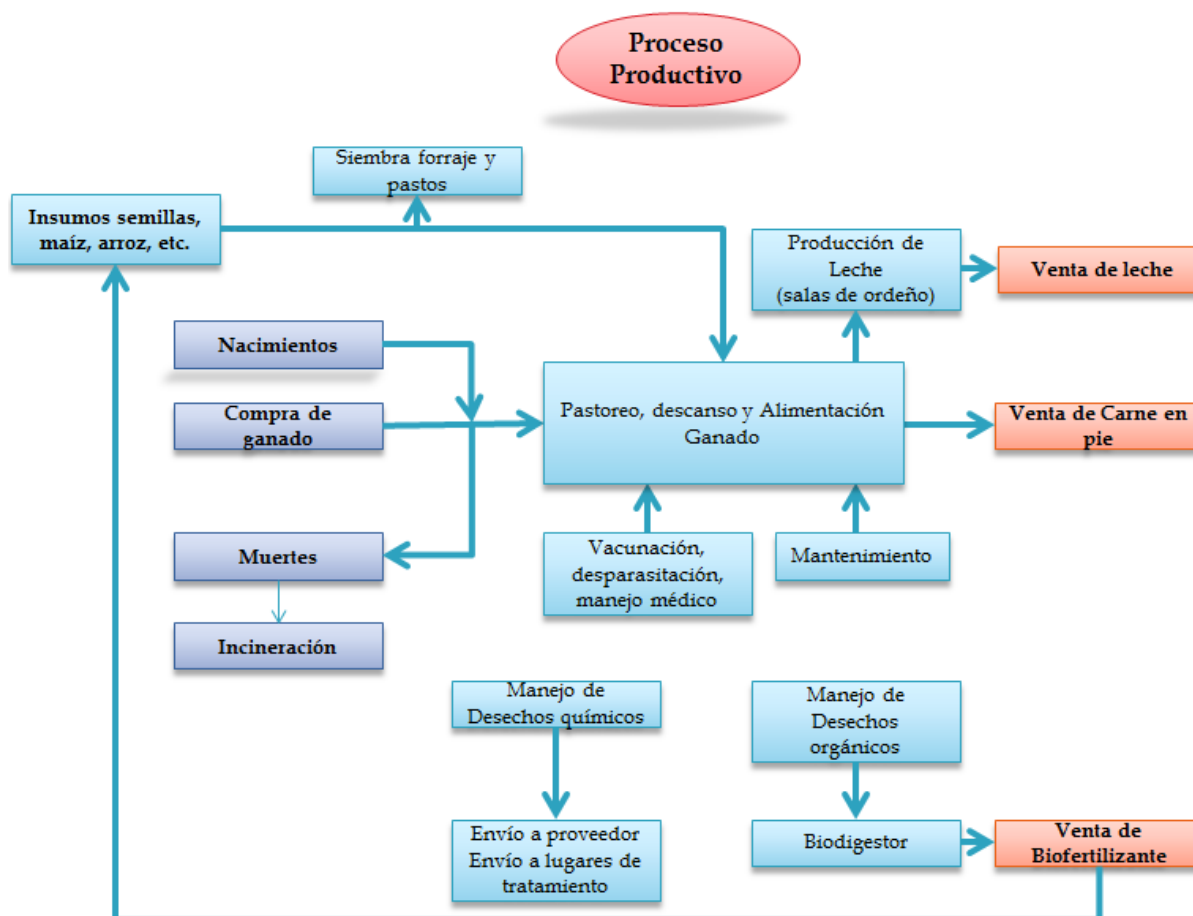 Proceso
Productivo
Siembra forraje y
pastos
Insumos semillas,
maíz, arroz, etc.
Producción de
Leche
(salas de ordeño)
Venta de leche
Nacimientos
Compra de
ganado
Pastoreo, descanso y Alimentación
Ganado
Venta de Carne en
pie
Muertes
Vacunación,
desparasitación,
manejo médico
Mantenimiento
Incineración
Manejo de
Desechos químicos
Manejo de
Desechos
orgánicos
Envío a proveedor
Envío a lugares de
tratamiento
Biodigestor
Venta de
Biofertilizante